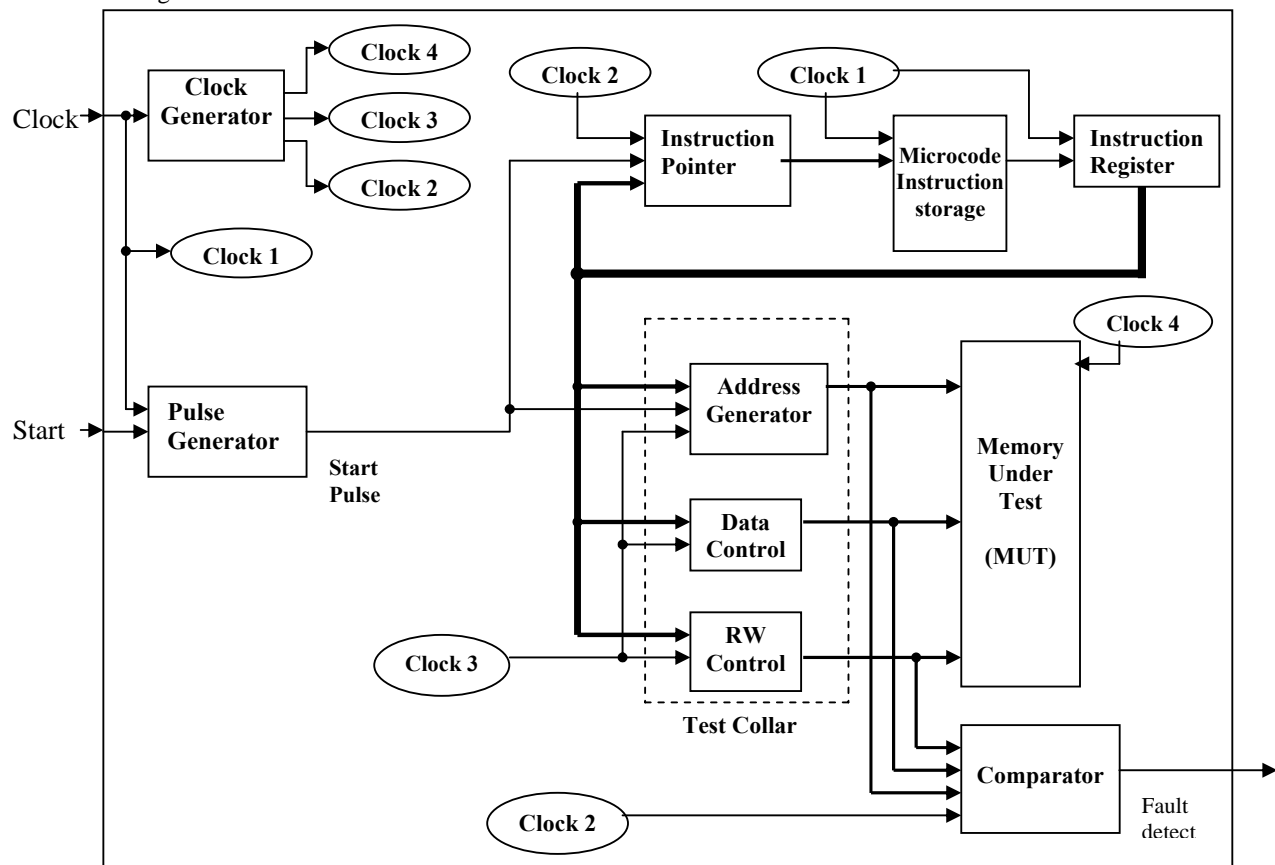 Clock 4
Clock
Generator
Clock 3
Clock 2
Clock 1
Clock
Start
Pulse
Generator
Start
Pulse
Clock 2
Clock 1
Instruction
Pointer
Microcode
Instruction
storage
Instruction
Register
Clock 4
Address
Generator
Data
Control
RW
Control
Test Collar
Clock 3
Memory
Under
Test
(MUT)
Comparator
Clock 2
Fault
detect